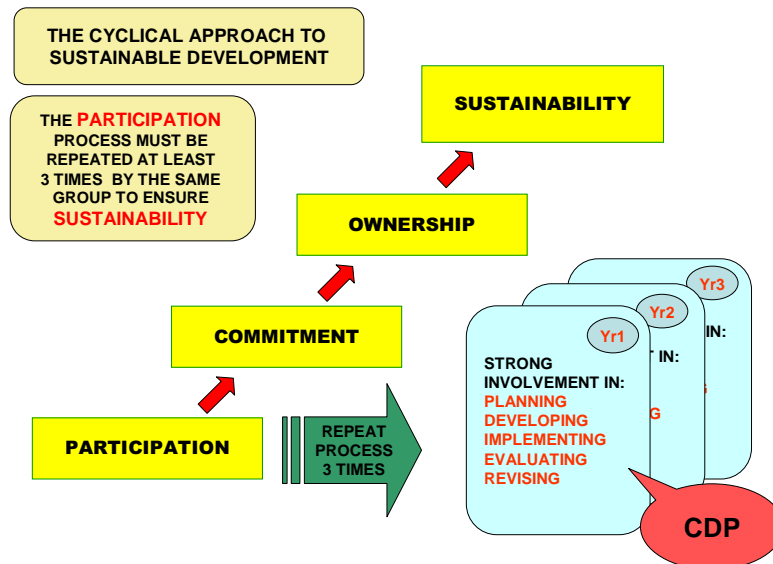 THE CYCLICAL APPROACH TO
SUSTAINABLE DEVELOPMENT
THE PARTICIPATION
PROCESS MUST BE
REPEATED AT LEAST
3 TIMES BY THE SAME
GROUP TO ENSURE
SUSTAINABILITY
SUSTAINABILITY
OWNERSHIP
COMMITMENT
PARTICIPATION
REPEAT
PROCESS
3 TIMES
Yr1
STRONG
INVOLVEMENT IN:
PLANNING
DEVELOPING
IMPLEMENTING
EVALUATING
REVISING
Yr2
IN:
Yr3
IN:
CDP